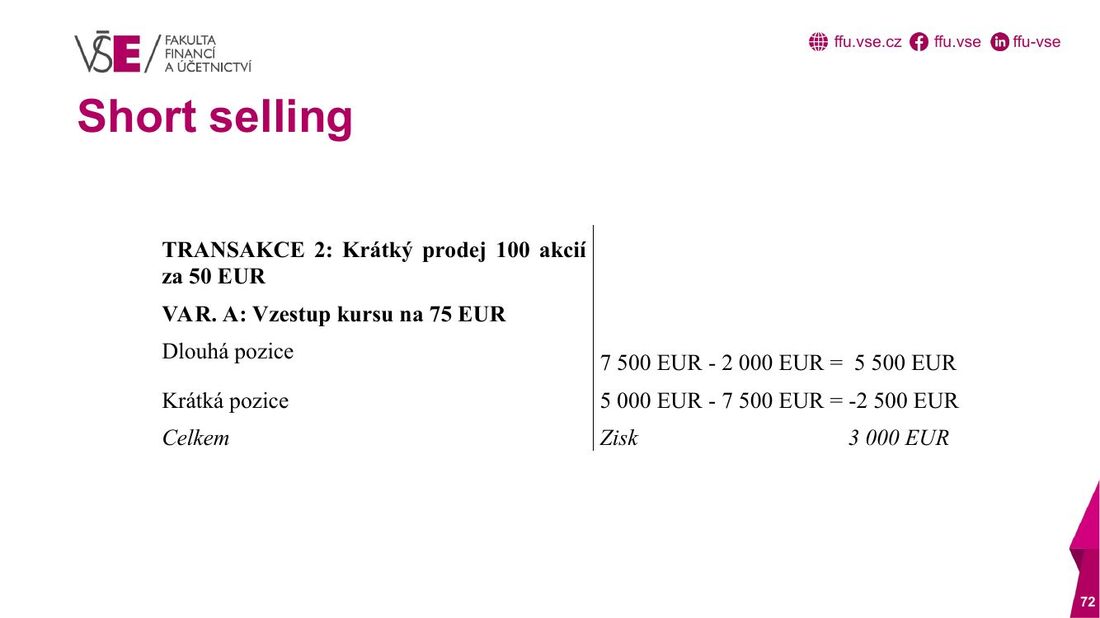 VŠE/ FAKULTA
FINANCÍ
A ÚČETNICTVÍ
ffu.vse.cz ffu.vse ffu-vse
Short selling
TRANSAKCE 2: Krátký prodej 100 akcií
za 50 EUR
VAR. A: Vzestup kursu na 75 EUR
Dlouhá pozice 7 500 EUR - 2 000 EUR = 5 500 EUR
Krátká pozice 5 000 EUR - 7 500 EUR = -2 500 EUR
Celkem Zisk 3 000 EUR
72